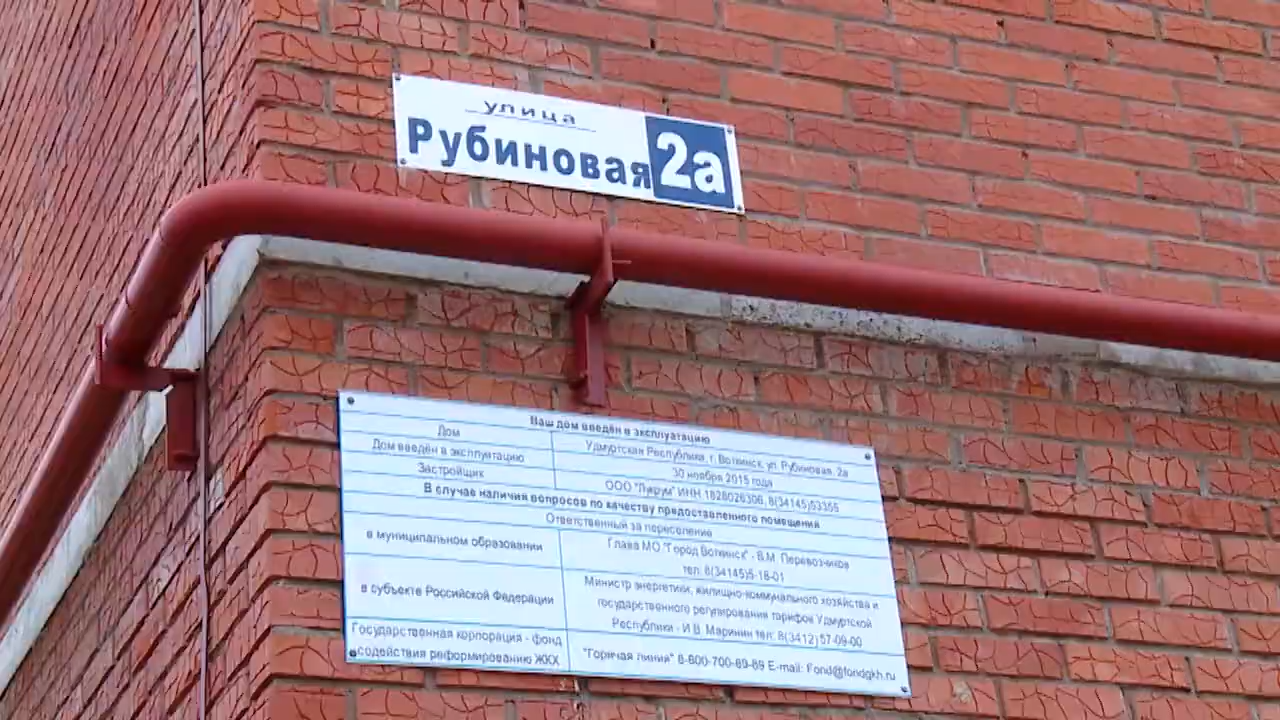 улица
Рубиновая 2а
Ваш дом введён в эксплуатацию
Дом Удмуртская Республика, г. Воткинск, ул. Рубиновая, 2а
Дом введён в эксплуатацию 30 ноября 2015 года
Застройщик ООО "Лукрум" ИНН 1828026306, 8(34145)53355
В случае наличия вопросов по качеству предоставленного помещения
Ответственный за переселение
в муниципальном образовании Глава МО "Город Воткинск" - В.М. Перевозчиков
тел: 8(34145)5-18-01
в субъекте Российской Федерации Министр энергетики, жилищно-коммунального хозяйства и
государственного регулирования тарифов Удмуртской
Республики - И.В. Маринин тел: 8(3412) 57-09-00
Государственная корпорация - фонд
содействия реформированию ЖКХ "Горячая линия" 8-800-700-89-89 E-mail: Fond@fondgkh.ru